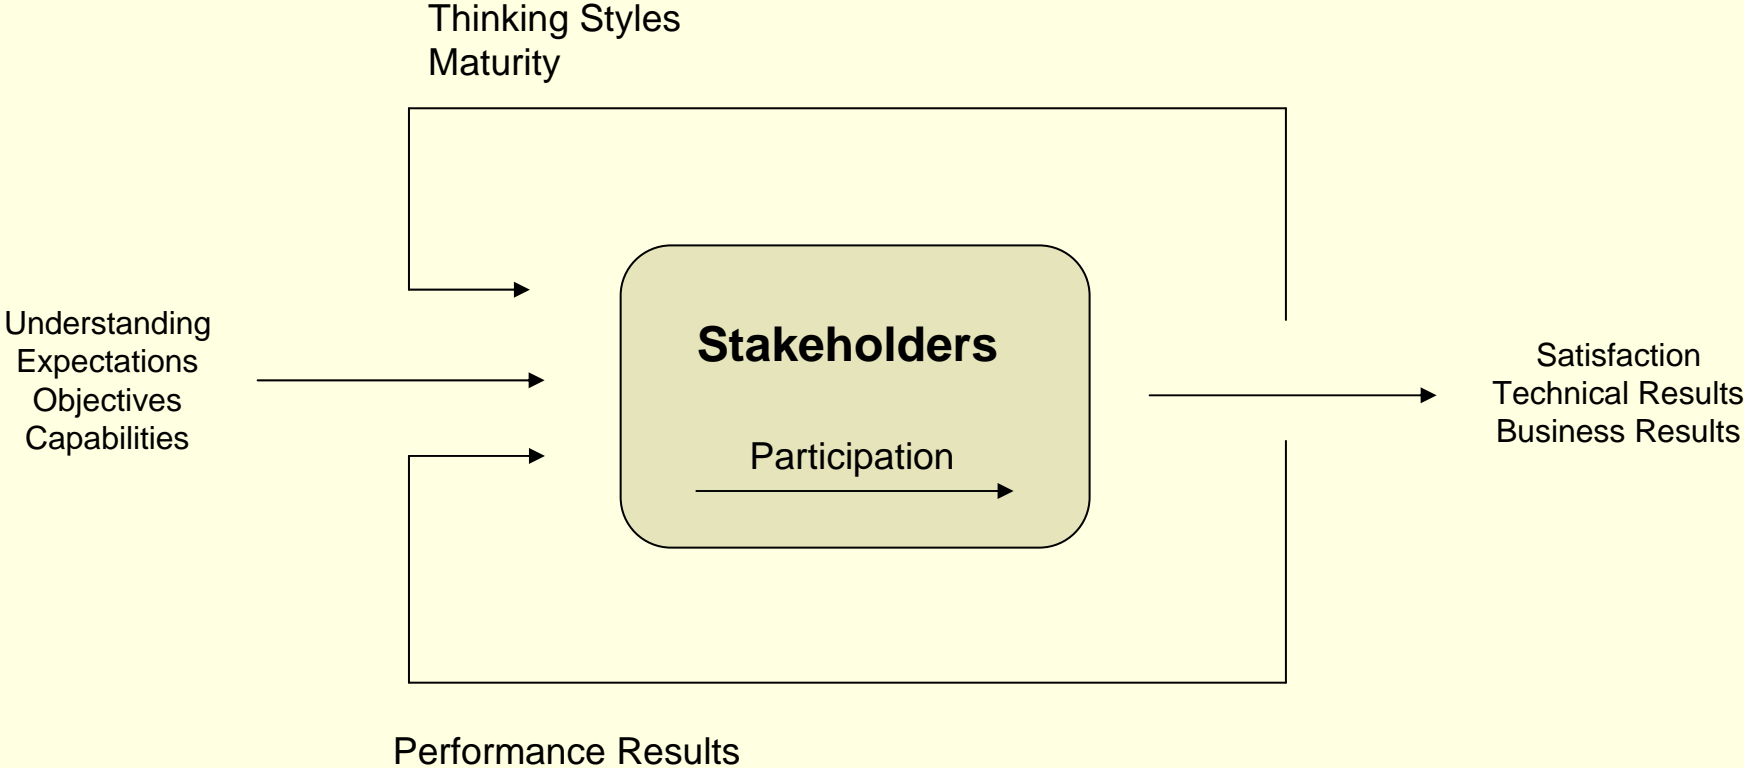 Thinking Styles
Maturity
Understanding
Expectations
Objectives
Capabilities
Stakeholders
Participation
Satisfaction
Technical Results
Business Results
Performance Results